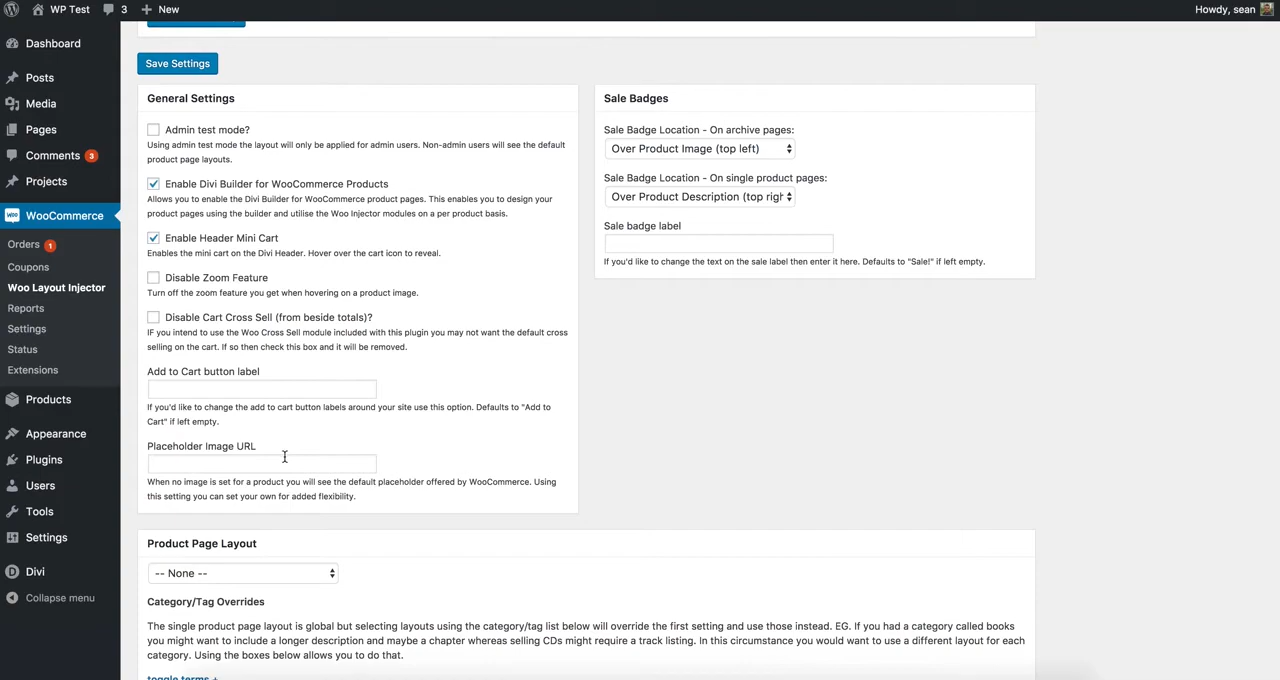 WP Test
3
New
Howdy, sean
Dashboard
Posts
Media
Pages
Comments 3
Projects
WooCommerce
Orders 1
Coupons
Woo Layout Injector
Reports
Settings
Status
Extensions
Products
Appearance
Plugins
Users
Tools
Settings
Divi
Collapse menu
Save Settings
General Settings
Admin test mode?
Using admin test mode the layout will only be applied for admin users. Non-admin users will see the default
product page layouts.
Enable Divi Builder for WooCommerce Products
Allows you to enable the Divi Builder for WooCommerce product pages. This enables you to design your
product pages using the builder and utilise the Woo Injector modules on a per product basis.
Enable Header Mini Cart
Enables the mini cart on the Divi Header. Hover over the cart icon to reveal.
Disable Zoom Feature
Turn off the zoom feature you get when hovering on a product image.
Disable Cart Cross Sell (from beside totals)?
IF you intend to use the Woo Cross Sell module included with this plugin you may not want the default cross
selling on the cart. If so then check this box and it will be removed.
Add to Cart button label
If you'd like to change the add to cart button labels around your site use this option. Defaults to "Add to
Cart" if left empty.
Placeholder Image URL
When no image is set for a product you will see the default placeholder offered by WooCommerce. Using
this setting you can set your own for added flexibility.
Sale Badges
Sale Badge Location - On archive pages:
Over Product Image (top left)
Sale Badge Location - On single product pages:
Over Product Description (top righ
Sale badge label
If you'd like to change the text on the sale label then enter it here. Defaults to "Sale!" if left empty.
Product Page Layout
-- None --
Category/Tag Overrides
The single product page layout is global but selecting layouts using the category/tag list below will override the first setting and use those instead. EG. If you had a category called books
you might want to include a longer description and maybe a chapter whereas selling CDs might require a track listing. In this circumstance you would want to use a different layout for each
category. Using the boxes below allows you to do that.
toggle terms +